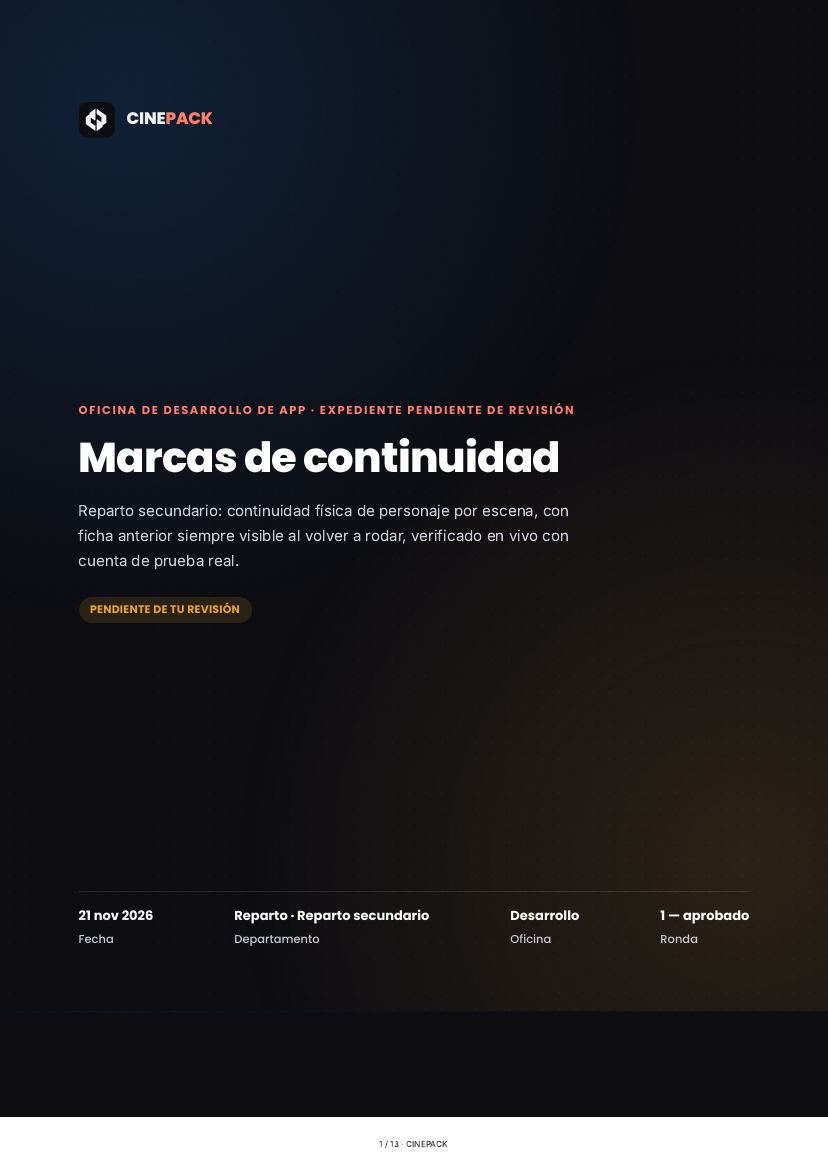 CINEPACK
OFICINA DE DESARROLLO DE APP · EXPEDIENTE PENDIENTE DE REVISIÓN
Marcas de continuidad
Reparto secundario: continuidad física de personaje por escena, con
ficha anterior siempre visible al volver a rodar, verificado en vivo con
cuenta de prueba real.
PENDIENTE DE TU REVISIÓN
21 nov 2026 Reparto · Reparto secundario Desarrollo 1 — aprobado
Fecha Departamento Oficina Ronda
1 / 13 · CINEPACK